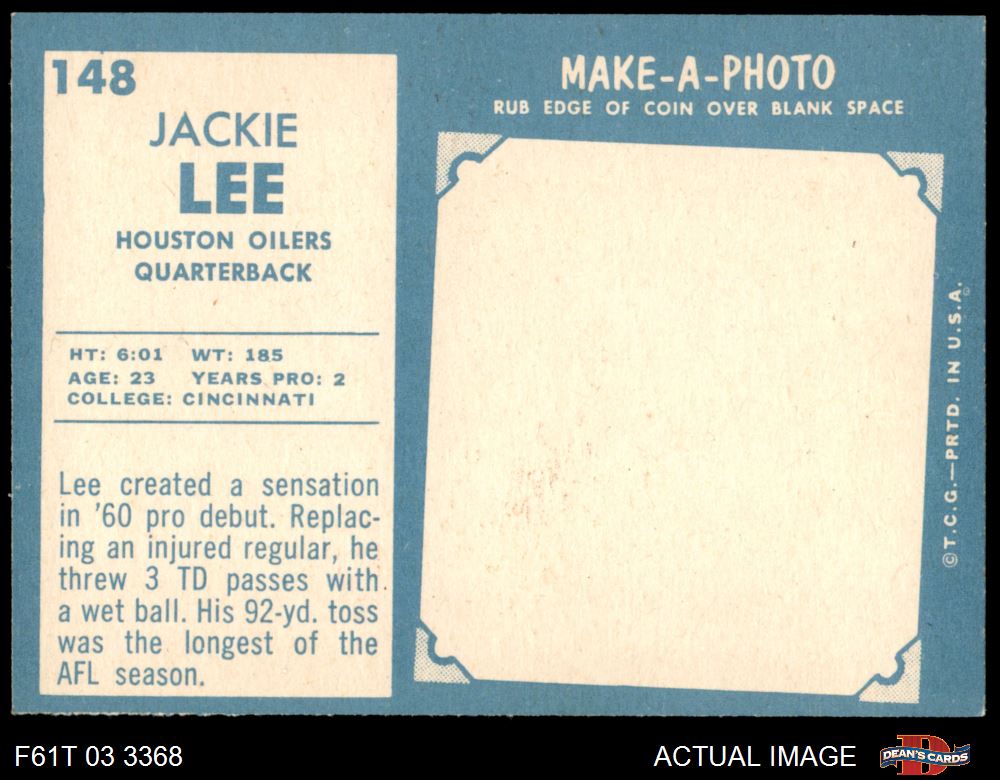 148
JACKIE
LEE
HOUSTON OILERS
QUARTERBACK
HT: 6:01 WT: 185
AGE: 23 YEARS PRO: 2
COLLEGE: CINCINNATI
Lee created a sensation
in '60 pro debut. Replac-
ing an injured regular, he
threw 3 TD passes with
a wet ball. His 92-yd. toss
was the longest of the
AFL season.
MAKE-A-PHOTO
RUB EDGE OF COIN OVER BLANK SPACE
©T.C.G.—PRTD. IN U.S.A.
F61T 03 3368
ACTUAL IMAGE
DEAN'S CARDS